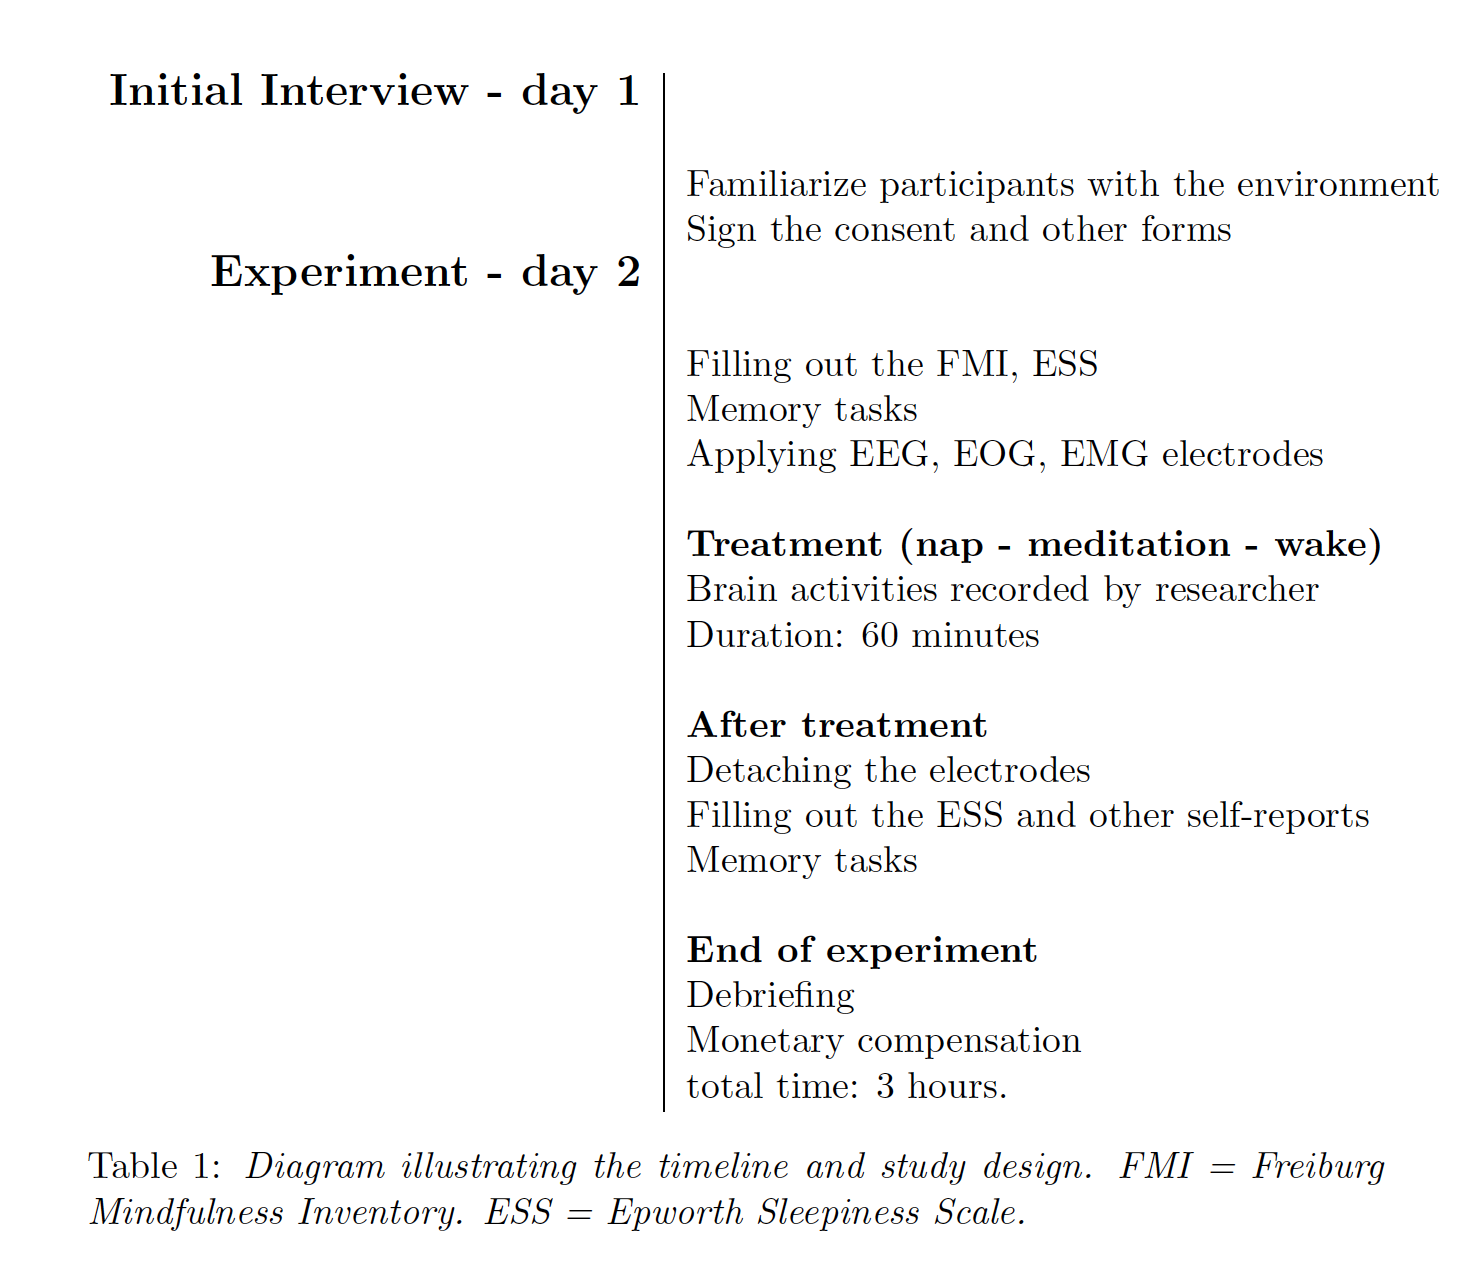 Initial Interview - day 1
Familiarize participants with the environment
Sign the consent and other forms
Experiment - day 2
Filling out the FMI, ESS
Memory tasks
Applying EEG, EOG, EMG electrodes
Treatment (nap - meditation - wake)
Brain activities recorded by researcher
Duration: 60 minutes
After treatment
Detaching the electrodes
Filling out the ESS and other self-reports
Memory tasks
End of experiment
Debriefing
Monetary compensation
total time: 3 hours.
Table 1: Diagram illustrating the timeline and study design. FMI = Freiburg
Mindfulness Inventory. ESS = Epworth Sleepiness Scale.